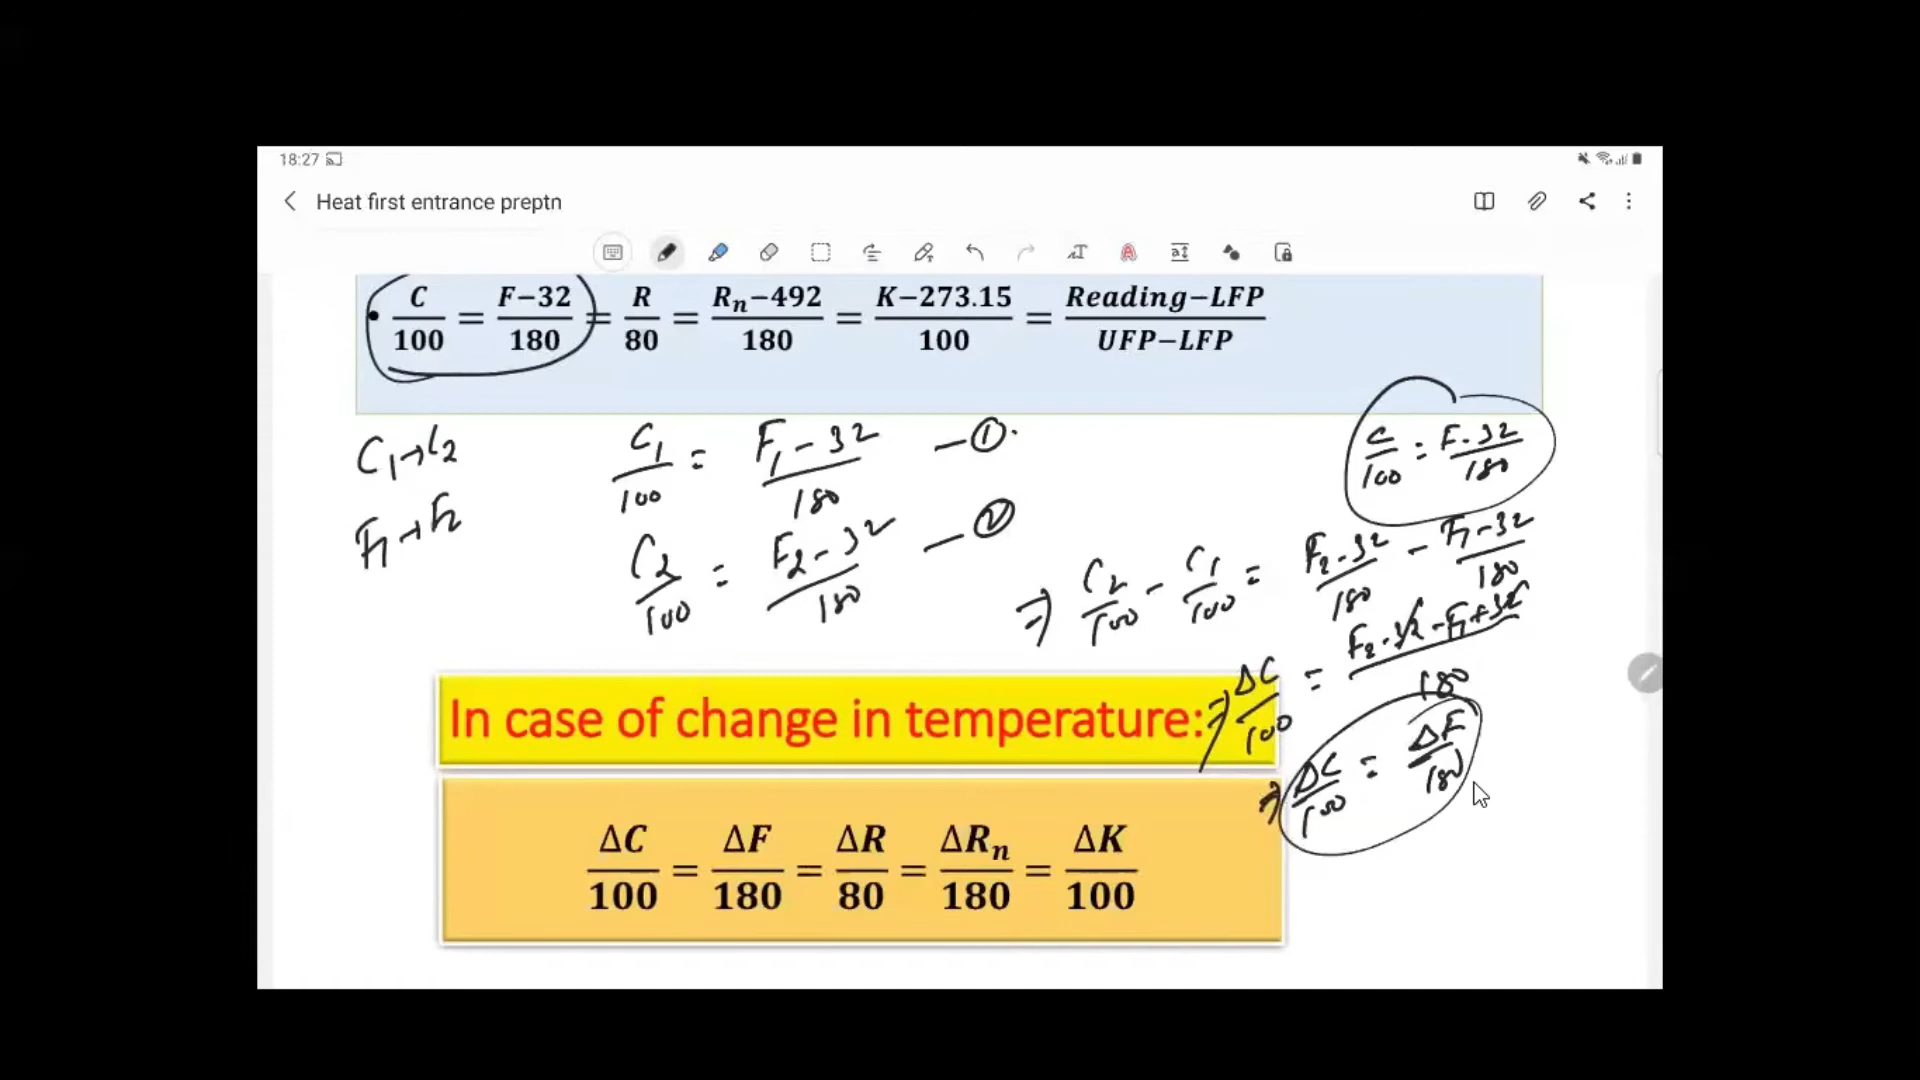 18:27
Heat first entrance preptn
• C/100 = F−32/180 = R/80 = Rn−492/180 = K−273.15/100 = Reading−LFP/UFP−LFP
C1→C2
F1→F2
C1/100 = F1−32/180 —①.
C2/100 = F2−32/180 —②
C/100 = F-32/180
⇒ C2/100 − C1/100 = F2-32/180 − F1−32/180
⇒ ΔC/100 = F2-32-F1+32/180
⇒ ΔC/100 = ΔF/180
In case of change in temperature:
ΔC/100 = ΔF/180 = ΔR/80 = ΔRn/180 = ΔK/100